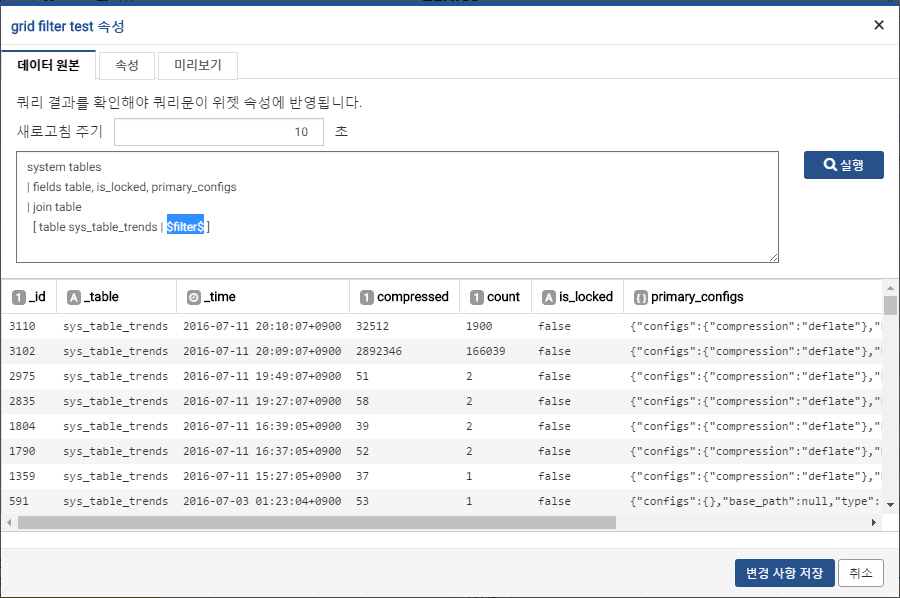 grid filter test 속성
데이터 원본 속성 미리보기
쿼리 결과를 확인해야 쿼리문이 위젯 속성에 반영됩니다.
새로고침 주기 10 초
system tables
| fields table, is_locked, primary_configs
| join table
[ table sys_table_trends | $filter$ ]
실행
1 _id A _table _time 1 compressed 1 count A is_locked {} primary_configs
3110 sys_table_trends 2016-07-11 20:10:07+0900 32512 1900 false {"configs":{"compression":"deflate"},"
3102 sys_table_trends 2016-07-11 20:09:07+0900 2892346 166039 false {"configs":{"compression":"deflate"},"
2975 sys_table_trends 2016-07-11 19:49:07+0900 51 2 false {"configs":{"compression":"deflate"},"
2835 sys_table_trends 2016-07-11 19:27:07+0900 58 2 false {"configs":{"compression":"deflate"},"
1804 sys_table_trends 2016-07-11 16:39:05+0900 39 2 false {"configs":{"compression":"deflate"},"
1790 sys_table_trends 2016-07-11 16:37:05+0900 52 2 false {"configs":{"compression":"deflate"},"
1359 sys_table_trends 2016-07-11 15:27:05+0900 37 1 false {"configs":{"compression":"deflate"},"
591 sys_table_trends 2016-07-03 01:23:04+0900 53 1 false {"configs":{},"base_path":null,"type":
변경 사항 저장 취소